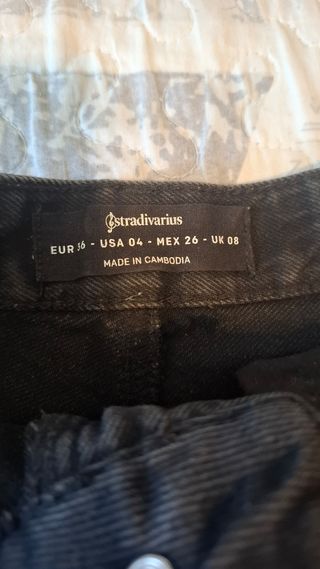 stradivarius
EUR 36 - USA 04 - MEX 26 - UK 08
MADE IN CAMBODIA